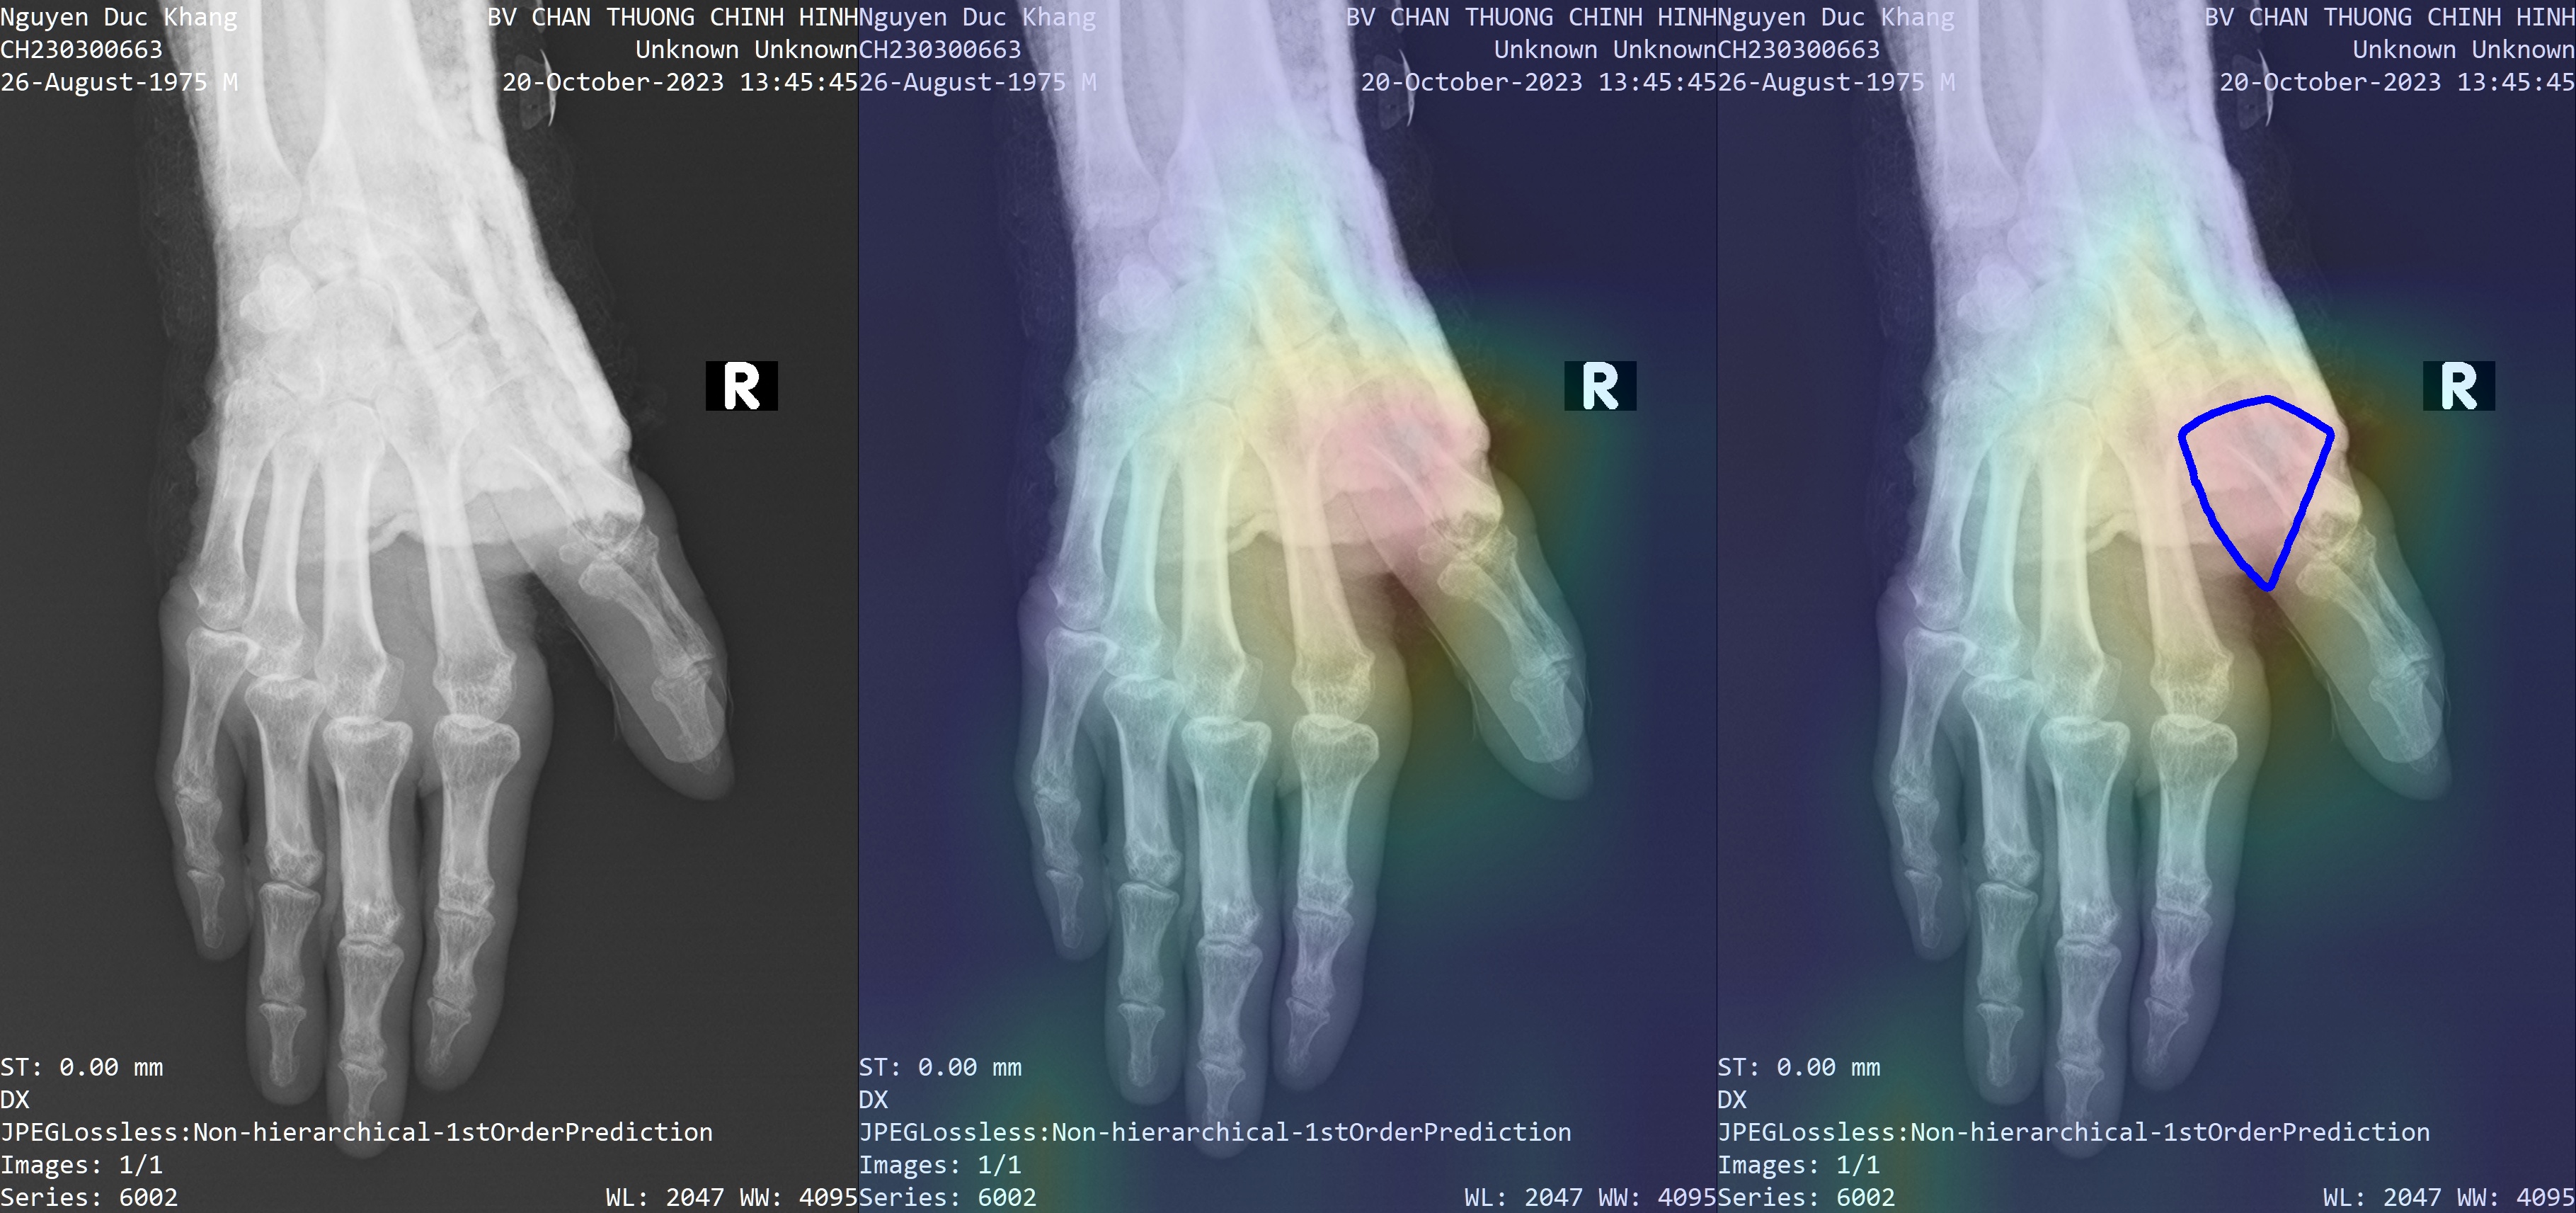 Nguyen Duc Khang
CH230300663
26-August-1975 M
BV CHAN THUONG CHINH HINH
Unknown Unknown
20-October-2023 13:45:45
R
ST: 0.00 mm
DX
JPEGLossless:Non-hierarchical-1stOrderPrediction
Images: 1/1
Series: 6002
WL: 2047 WW: 4095
Nguyen Duc Khang
CH230300663
26-August-1975 M
BV CHAN THUONG CHINH HINH
Unknown Unknown
20-October-2023 13:45:45
R
ST: 0.00 mm
DX
JPEGLossless:Non-hierarchical-1stOrderPrediction
Images: 1/1
Series: 6002
WL: 2047 WW: 4095
Nguyen Duc Khang
CH230300663
26-August-1975 M
BV CHAN THUONG CHINH HINH
Unknown Unknown
20-October-2023 13:45:45
R
ST: 0.00 mm
DX
JPEGLossless:Non-hierarchical-1stOrderPrediction
Images: 1/1
Series: 6002
WL: 2047 WW: 4095